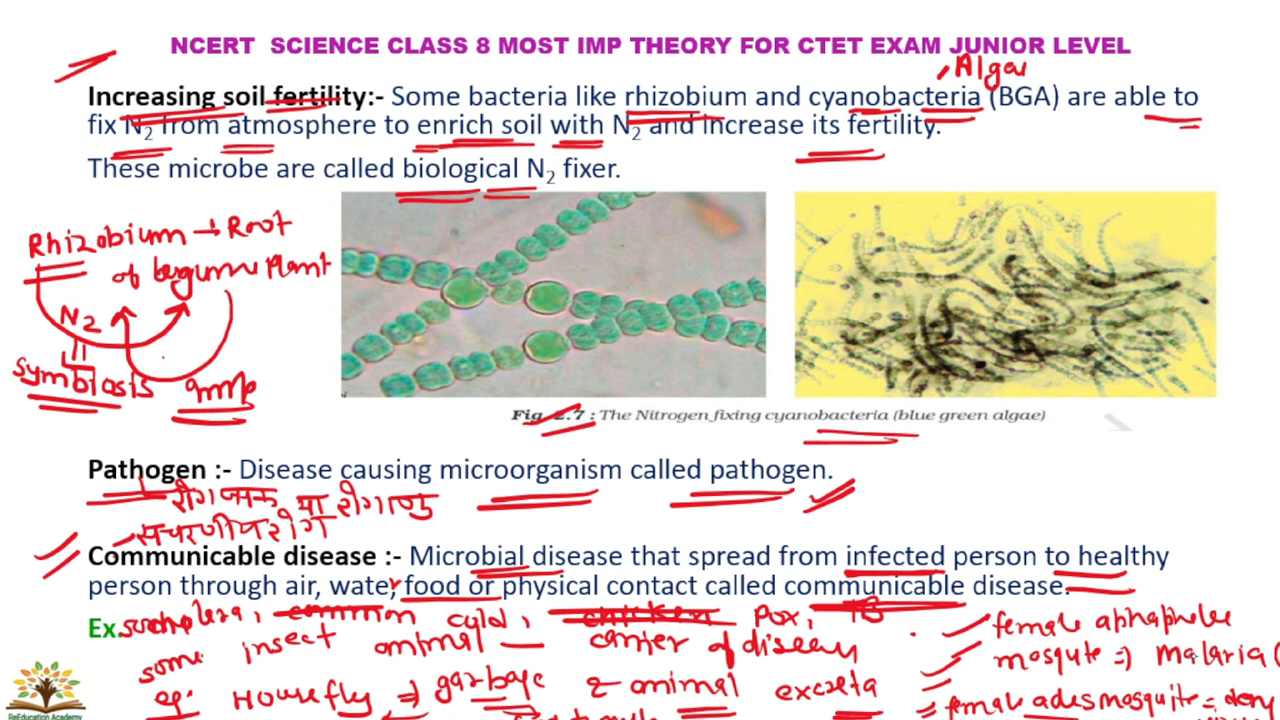 NCERT SCIENCE CLASS 8 MOST IMP THEORY FOR CTET EXAM JUNIOR LEVEL
Algae
Increasing soil fertility:- Some bacteria like rhizobium and cyanobacteria (BGA) are able to
fix N2 from atmosphere to enrich soil with N2 and increase its fertility.
These microbe are called biological N2 fixer.
Rhizobium → Root
of legume Plant
N2
symbiosis
Fig. 2.7 : The Nitrogen fixing cyanobacteria (blue green algae)
Pathogen :- Disease causing microorganism called pathogen.
रोगजनक या रोगाणु
संचरणीय रोग
Communicable disease :- Microbial disease that spread from infected person to healthy
person through air, water, food or physical contact called communicable disease.
Ex. common cold, chicken Pox, TB
some insect animal carrier of disease
eg. Housefly ⇒ garbage & animal excreta
female
mosqute ⇒ Malaria
female ades mosquito =
ReEducation Academy